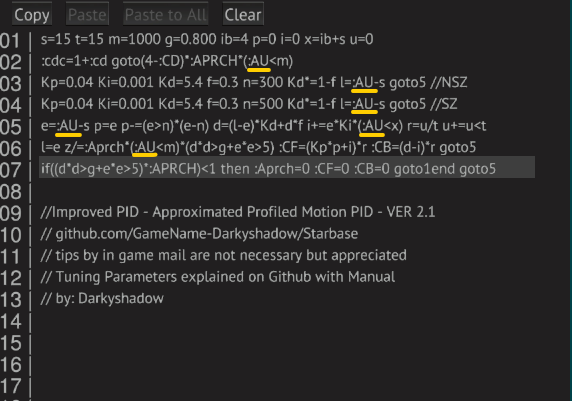 Copy Paste Paste to All Clear
01 s=15 t=15 m=1000 g=0.800 ib=4 p=0 i=0 x=ib+s u=0
02 :cdc=1+:cd goto(4-:CD)*:APRCH*(:AU<m)
03 Kp=0.04 Ki=0.001 Kd=5.4 f=0.3 n=300 Kd*=1-f l=:AU-s goto5 //NSZ
04 Kp=0.04 Ki=0.001 Kd=5.4 f=0.3 n=500 Kd*=1-f l=:AU-s goto5 //SZ
05 e=:AU-s p=e p-=(e>n)*(e-n) d=(l-e)*Kd+d*f i+=e*Ki*(:AU<x) r=u/t u+=u<t
06 l=e z/=:Aprch*(:AU<m)*(d*d>g+e*e>5) :CF=(Kp*p+i)*r :CB=(d-i)*r goto5
07 if((d*d>g+e*e>5)*:APRCH)<1 then :Aprch=0 :CF=0 :CB=0 goto1end goto5
08
09 //Improved PID - Approximated Profiled Motion PID - VER 2.1
10 // github.com/GameName-Darkyshadow/Starbase
11 // tips by in game mail are not necessary but appreciated
12 // Tuning Parameters explained on Github with Manual
13 // by: Darkyshadow
14
15
16
17